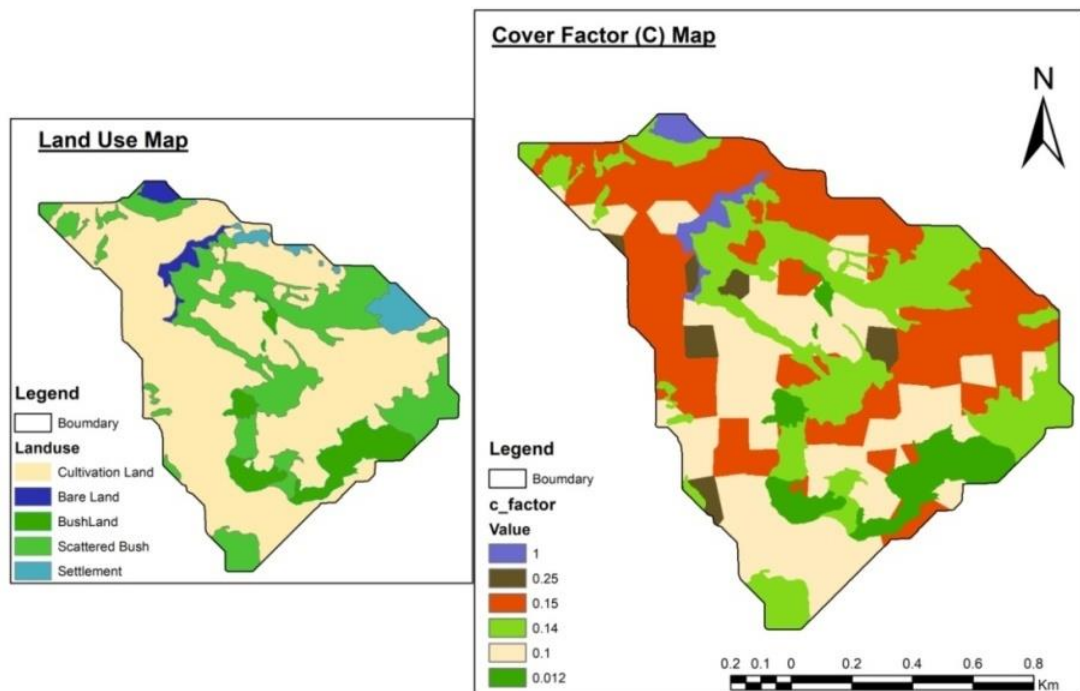 Land Use Map
Legend
Boundary
Landuse
Cultivation Land
Bare Land
BushLand
Scattered Bush
Settlement
Cover Factor (C) Map
N
Legend
Boumdary
c_factor
Value
1
0.25
0.15
0.14
0.1
0.012
0.2 0.1 0 0.2 0.4 0.6 0.8
Km